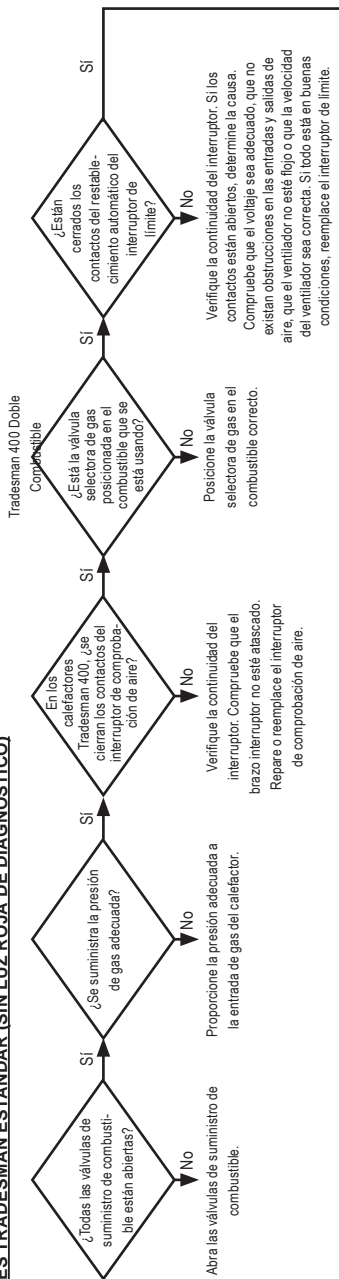 ES TRADESMAN ESTÁNDAR (SIN LUZ ROJA DE DIAGNÓSTICO)
¿Todas las válvulas de
suministro de combusti-
ble están abiertas?
Sí
No
Abra las válvulas de suministro de
combustible.
¿Se suministra la presión
de gas adecuada?
Sí
No
Proporcione la presión adecuada a
la entrada de gas del calefactor.
En los
calefactores
Tradesman 400, ¿se
cierran los contactos del
interruptor de comproba-
ción de aire?
Sí
No
Verifique la continuidad del
interruptor. Compruebe que el
brazo interruptor no esté atascado.
Repare o reemplace el interruptor
de comprobación de aire.
Tradesman 400 Doble
Combustible
¿Está la válvula
selectora de gas
posicionada en el
combustible que se
está usando?
Sí
No
Posicione la válvula
selectora de gas en el
combustible correcto.
¿Están
cerrados los
contactos del restable-
cimiento automático del
interruptor de
límite?
Sí
No
Verifique la continuidad del interruptor. Si los
contactos están abiertos, determine la causa.
Compruebe que el voltaje sea adecuado, que no
existan obstrucciones en las entradas y salidas de
aire, que el ventilador no esté flojo o que la velocidad
del ventilador sea correcta. Si todo está en buenas
condiciones, reemplace el interruptor de límite.